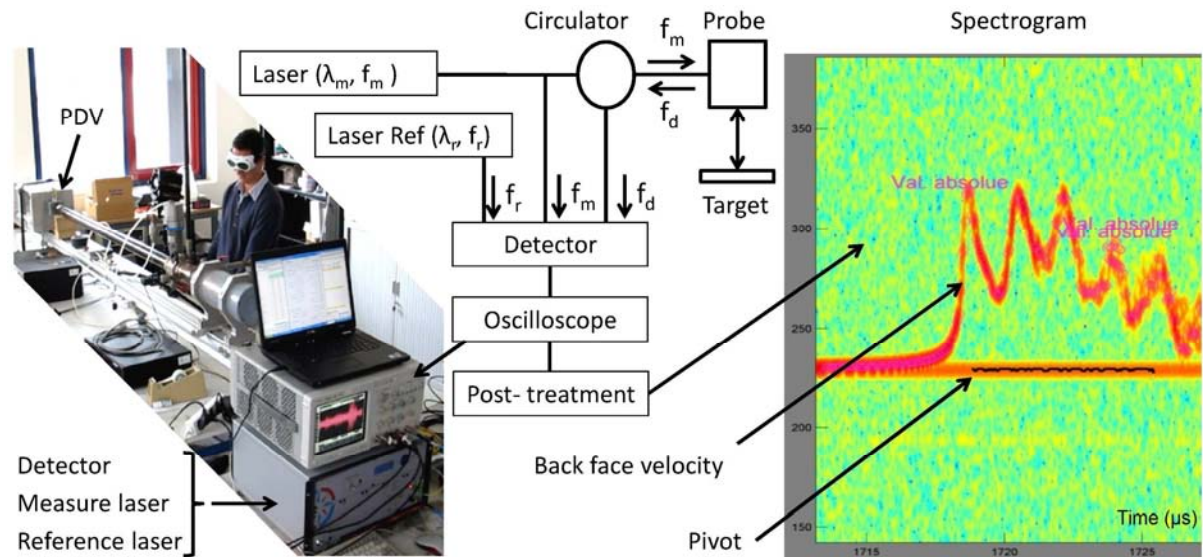 Circulator
Probe
Spectrogram
Laser (λm, fm )
fm
fd
PDV
Laser Ref (λr, fr)
fr
fm
fd
Target
Detector
Oscilloscope
Post- treatment
Back face velocity
Pivot
Detector
Measure laser
Reference laser
350
300
250
200
150
Val. absolue
Val. absolue
Val. absolue
Time (µs)
1715
1720
1725